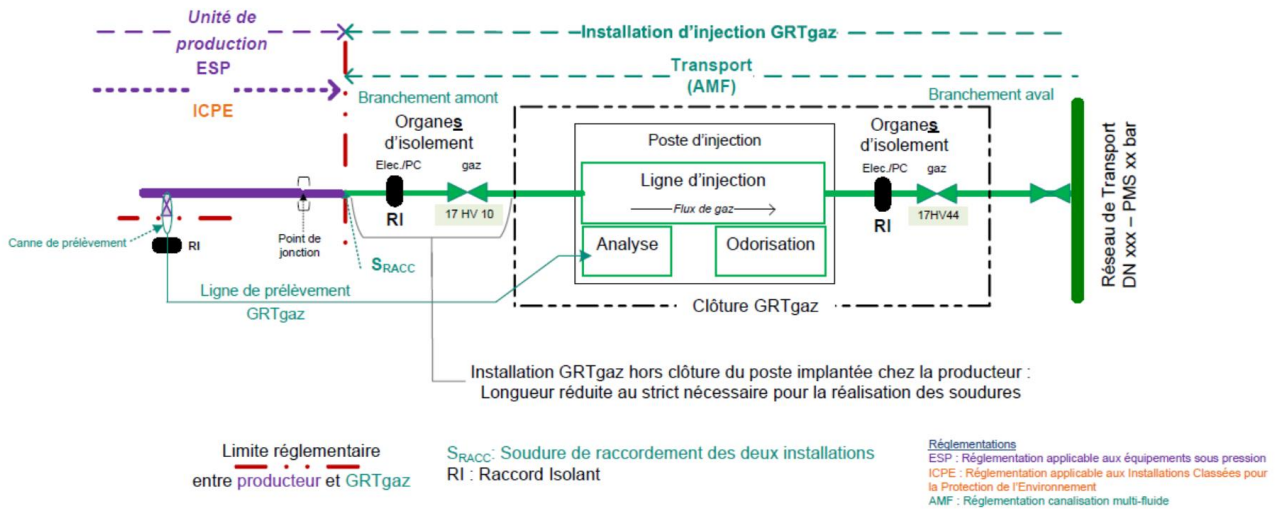 Unité de
production
ESP
ICPE
Installation d'injection GRTgaz
Transport
(AMF)
Branchement amont
Branchement aval
Organes
d'isolement
Elec./PC
gaz
RI
17 HV 10
Poste d'injection
Ligne d'injection
Flux de gaz
Analyse
Odorisation
Organes
d'isolement
Elec./PC
gaz
RI
17HV44
Réseau de Transport
DN xxx – PMS xx bar
Canne de prélèvement
RI
Point de
jonction
SRACC
Ligne de prélèvement
GRTgaz
Clôture GRTgaz
Installation GRTgaz hors clôture du poste implantée chez la producteur :
Longueur réduite au strict nécessaire pour la réalisation des soudures
Limite réglementaire
entre producteur et GRTgaz
SRACC: Soudure de raccordement des deux installations
RI : Raccord Isolant
Réglementations
ESP : Réglementation applicable aux équipements sous pression
ICPE : Réglementation applicable aux Installations Classées pour
la Protection de l'Environnement
AMF : Réglementation canalisation multi-fluide